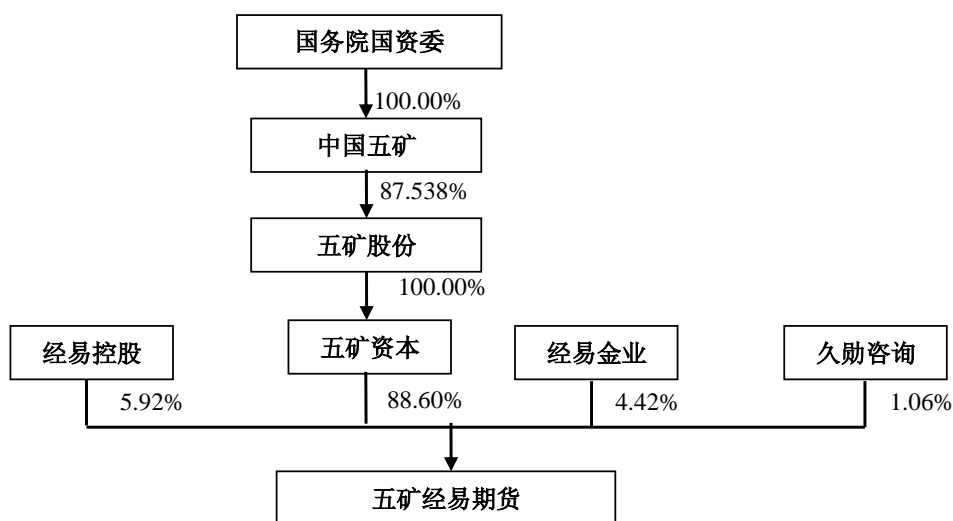 国务院国资委
100.00%
中国五矿
87.538%
五矿股份
100.00%
经易控股
五矿资本
经易金业
久勋咨询
5.92%
88.60%
4.42%
1.06%
五矿经易期货